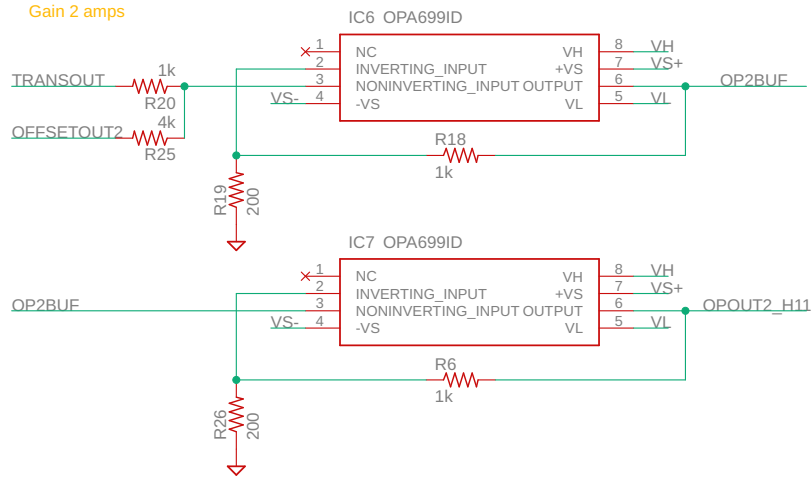 Gain 2 amps
IC6 OPA699ID
1 NC VH 8 VH
2 INVERTING_INPUT +VS 7 VS+
TRANSOUT 1k R20 3 NONINVERTING_INPUT OUTPUT 6 OP2BUF
VS- 4 -VS VL 5 VL
OFFSETOUT2 4k R25
R18
1k
R19 200
IC7 OPA699ID
1 NC VH 8 VH
2 INVERTING_INPUT +VS 7 VS+
OP2BUF 3 NONINVERTING_INPUT OUTPUT 6 OPOUT2_H11
VS- 4 -VS VL 5 VL
R6
1k
R26 200